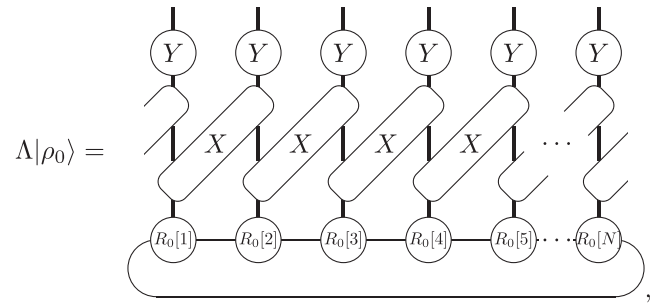 Y Y Y Y Y Y
Λ|ρ₀⟩ = X X X X ...
R₀[1] R₀[2] R₀[3] R₀[4] R₀[5] ... R₀[N]
,